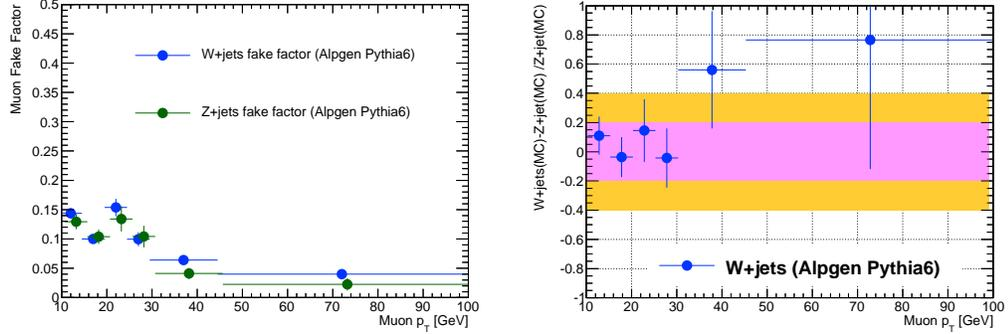 Muon Fake Factor
0.5
0.45
0.4
0.35
0.3
0.25
0.2
0.15
0.1
0.05
0
W+jets fake factor (Alpgen Pythia6)
Z+jets fake factor (Alpgen Pythia6)
10 20 30 40 50 60 70 80 90 100
Muon p_T [GeV]
W+jets(MC)-Z+jet(MC) /Z+jet(MC)
1
0.8
0.6
0.4
0.2
0
-0.2
-0.4
-0.6
-0.8
-1
W+jets (Alpgen Pythia6)
10 20 30 40 50 60 70 80 90 100
Muon p_T [GeV]